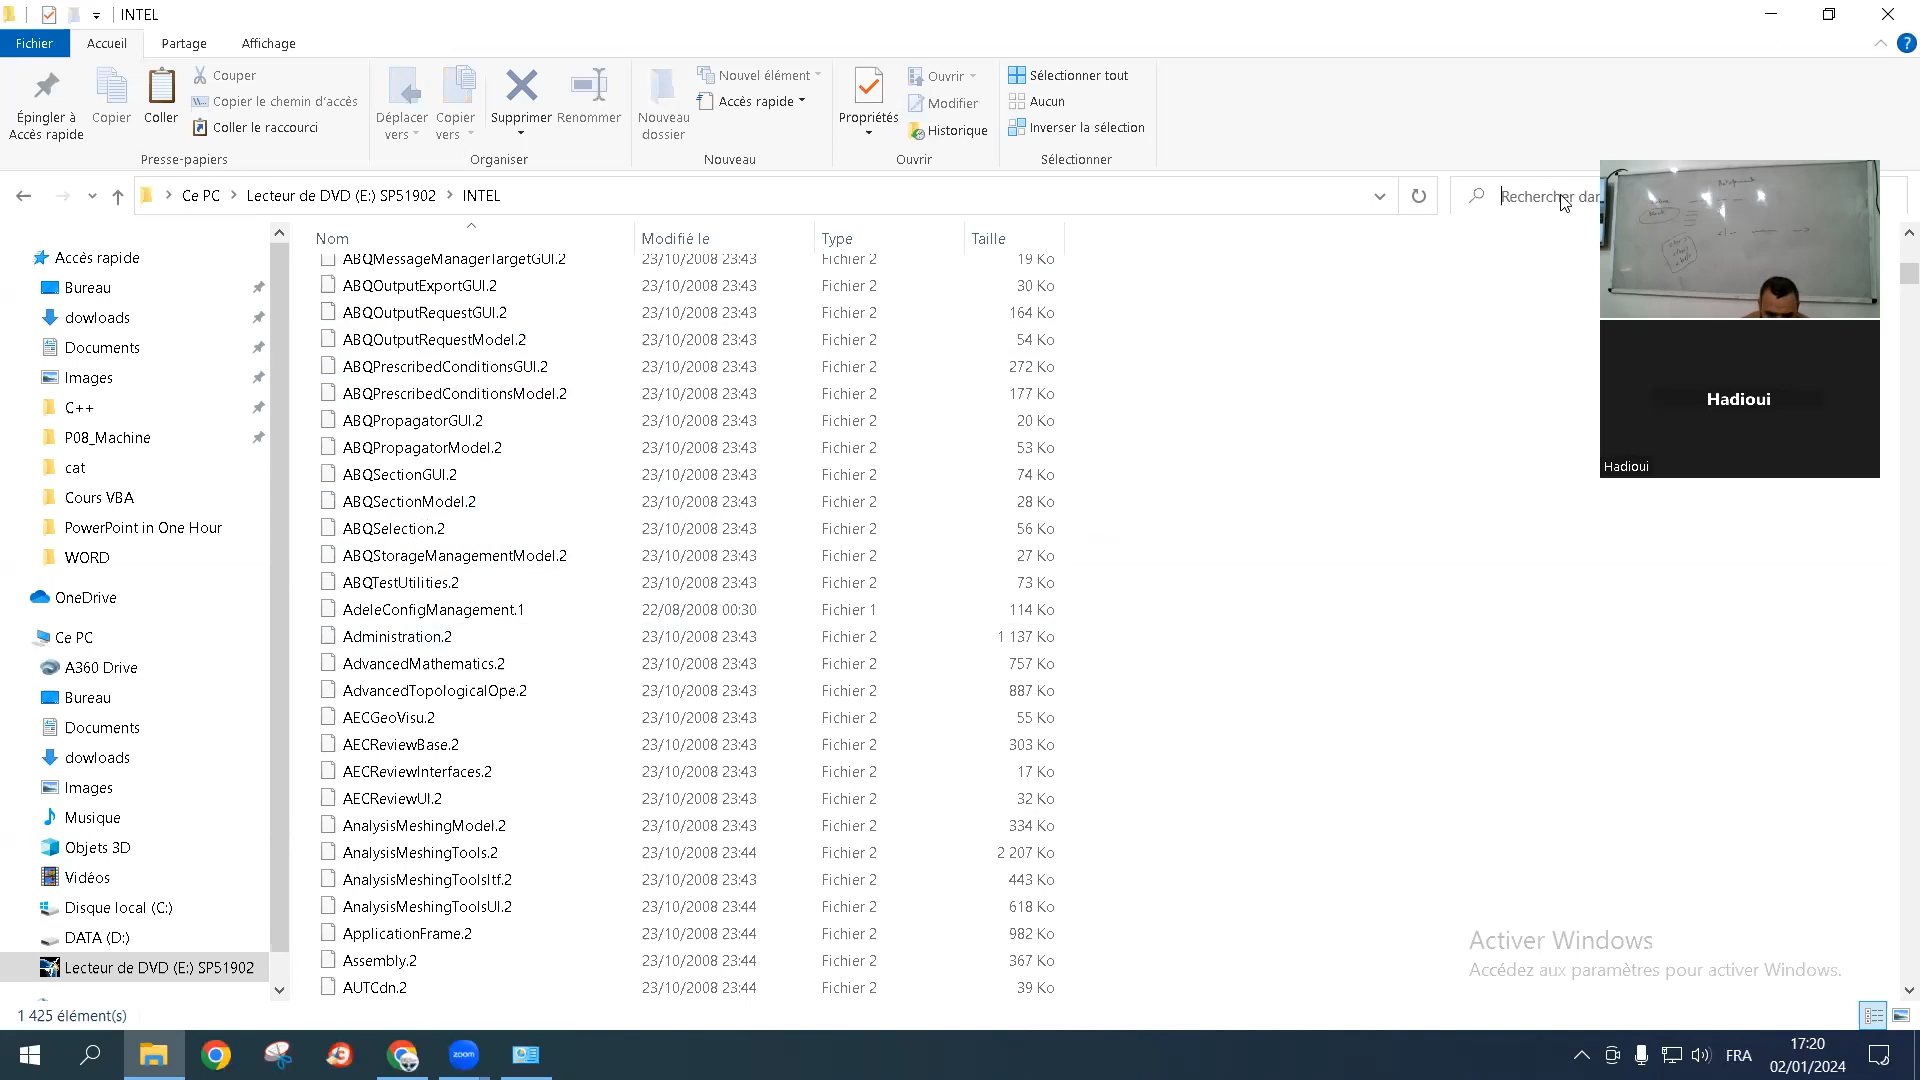 INTEL
Fichier
Accueil
Partage
Affichage
?
Épingler à
Accès rapide
Copier
Coller
Couper
Copier le chemin d'accès
Coller le raccourci
Presse-papiers
Déplacer
vers
Copier
vers
Supprimer
Renommer
Organiser
Nouveau
dossier
Nouvel élément
Accès rapide
Nouveau
Propriétés
Ouvrir
Modifier
Historique
Ouvrir
Sélectionner tout
Aucun
Inverser la sélection
Sélectionner
Ce PC
Lecteur de DVD (E:) SP51902
INTEL
Rechercher dan
Accès rapide
Bureau
dowloads
Documents
Images
C++
P08_Machine
cat
Cours VBA
PowerPoint in One Hour
WORD
OneDrive
Ce PC
A360 Drive
Bureau
Documents
dowloads
Images
Musique
Objets 3D
Vidéos
Disque local (C:)
DATA (D:)
Lecteur de DVD (E:) SP51902
Nom Modifié le Type Taille
ABQMessageManagerTargetGUI.2 23/10/2008 23:43 Fichier 2 19 Ko
ABQOutputExportGUI.2 23/10/2008 23:43 Fichier 2 30 Ko
ABQOutputRequestGUI.2 23/10/2008 23:43 Fichier 2 164 Ko
ABQOutputRequestModel.2 23/10/2008 23:43 Fichier 2 54 Ko
ABQPrescribedConditionsGUI.2 23/10/2008 23:43 Fichier 2 272 Ko
ABQPrescribedConditionsModel.2 23/10/2008 23:43 Fichier 2 177 Ko
ABQPropagatorGUI.2 23/10/2008 23:43 Fichier 2 20 Ko
ABQPropagatorModel.2 23/10/2008 23:43 Fichier 2 53 Ko
ABQSectionGUI.2 23/10/2008 23:43 Fichier 2 74 Ko
ABQSectionModel.2 23/10/2008 23:43 Fichier 2 28 Ko
ABQSelection.2 23/10/2008 23:43 Fichier 2 56 Ko
ABQStorageManagementModel.2 23/10/2008 23:43 Fichier 2 27 Ko
ABQTestUtilities.2 23/10/2008 23:43 Fichier 2 73 Ko
AdeleConfigManagement.1 22/08/2008 00:30 Fichier 1 114 Ko
Administration.2 23/10/2008 23:43 Fichier 2 1 137 Ko
AdvancedMathematics.2 23/10/2008 23:43 Fichier 2 757 Ko
AdvancedTopologicalOpe.2 23/10/2008 23:43 Fichier 2 887 Ko
AECGeoVisu.2 23/10/2008 23:43 Fichier 2 55 Ko
AECReviewBase.2 23/10/2008 23:43 Fichier 2 303 Ko
AECReviewInterfaces.2 23/10/2008 23:43 Fichier 2 17 Ko
AECReviewUI.2 23/10/2008 23:43 Fichier 2 32 Ko
AnalysisMeshingModel.2 23/10/2008 23:43 Fichier 2 334 Ko
AnalysisMeshingTools.2 23/10/2008 23:44 Fichier 2 2 207 Ko
AnalysisMeshingToolsItf.2 23/10/2008 23:43 Fichier 2 443 Ko
AnalysisMeshingToolsUI.2 23/10/2008 23:44 Fichier 2 618 Ko
ApplicationFrame.2 23/10/2008 23:44 Fichier 2 982 Ko
Assembly.2 23/10/2008 23:44 Fichier 2 367 Ko
AUTCdn.2 23/10/2008 23:44 Fichier 2 39 Ko
Hadioui
Hadioui
Activer Windows
Accédez aux paramètres pour activer Windows.
1 425 élément(s)
zoom
FRA
17:20
02/01/2024